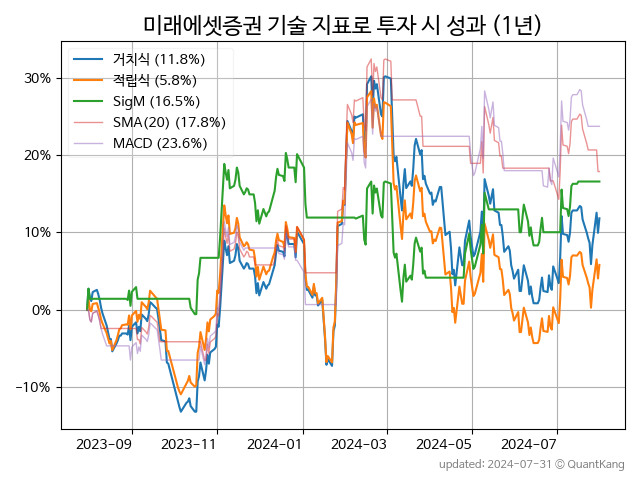 미래에셋증권 기술 지표로 투자 시 성과 (1년)
거치식 (11.8%)
적립식 (5.8%)
SigM (16.5%)
SMA(20) (17.8%)
MACD (23.6%)
30%
20%
10%
0%
−10%
2023-09 2023-11 2024-01 2024-03 2024-05 2024-07
updated: 2024-07-31 © QuantKang